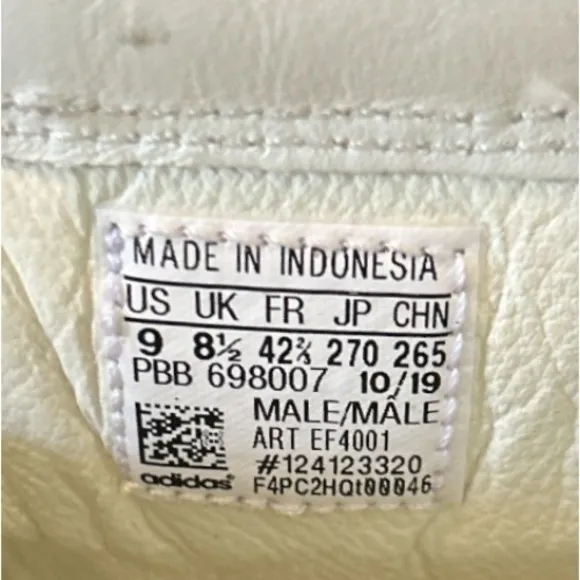 MADE IN INDONESIA
US UK FR JP CHN
9 8½ 42⅔ 270 265
PBB 698007 10/19
MALE/MÂLE
ART EF4001
#124123320
adidas F4PC2HQt00046